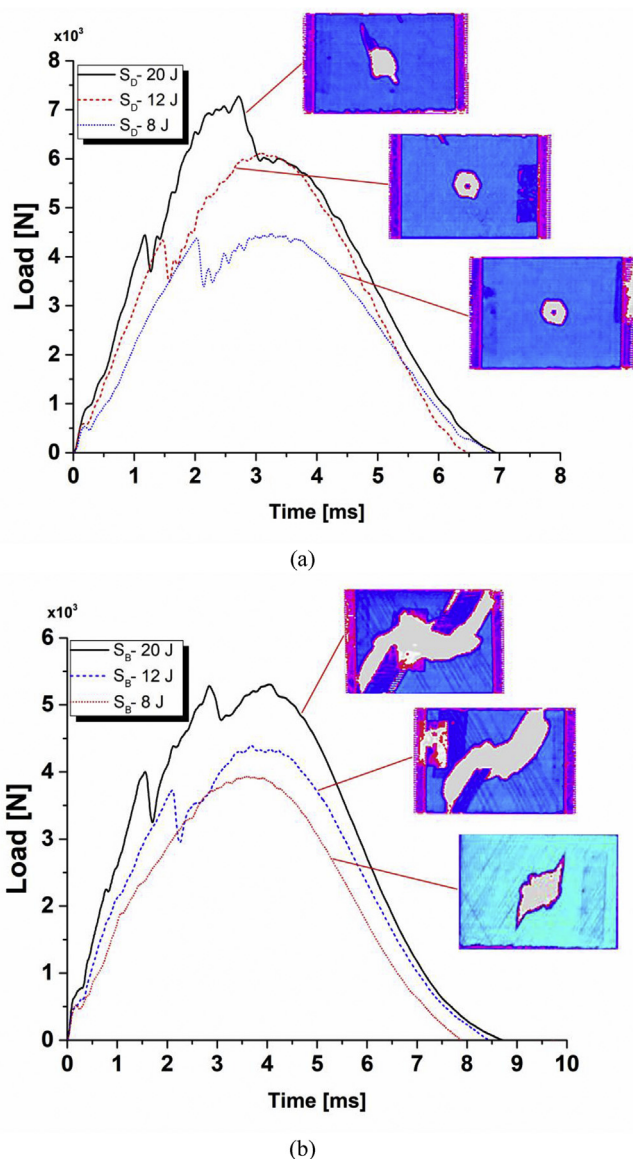 x10³
8
7
6
5
4
3
2
1
0
Load [N]
S_D- 20 J
S_D- 12 J
S_D- 8 J
0 1 2 3 4 5 6 7 8
Time [ms]
(a)
x10³
6
5
4
3
2
1
0
Load [N]
S_B- 20 J
S_B- 12 J
S_B- 8 J
0 1 2 3 4 5 6 7 8 9 10
Time [ms]
(b)